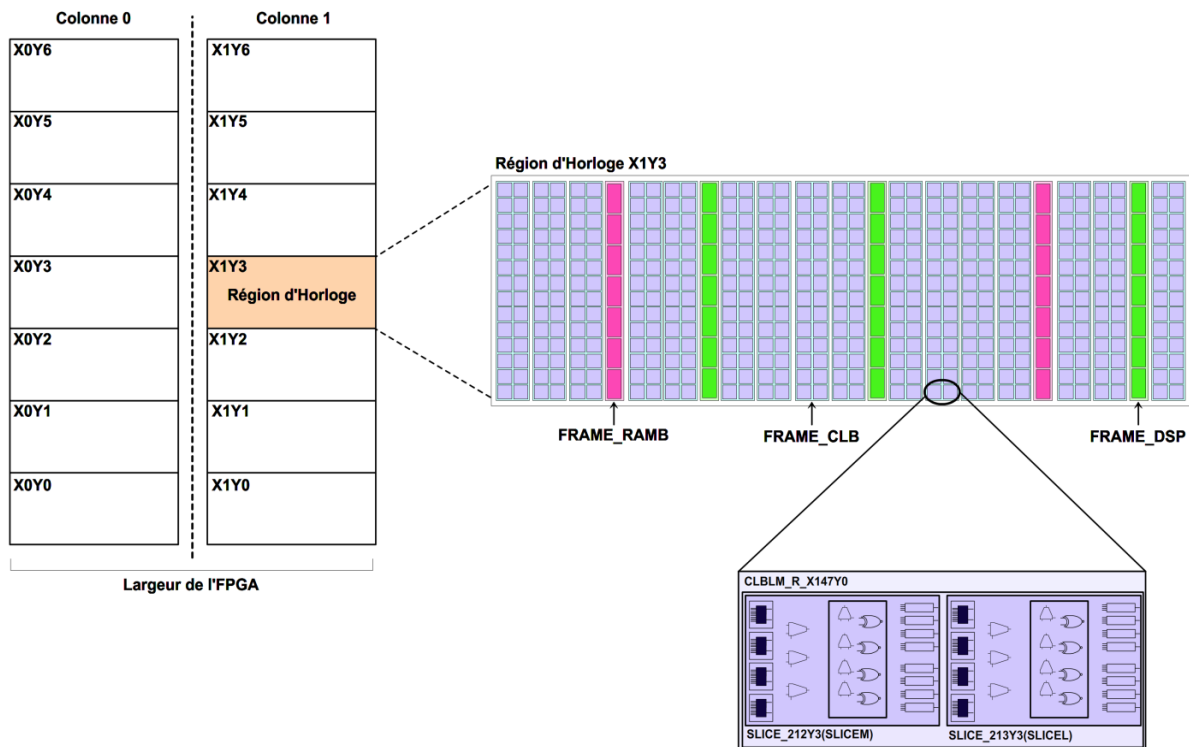 Colonne 0
Colonne 1
X0Y6
X1Y6
X0Y5
X1Y5
X0Y4
X1Y4
X0Y3
X1Y3
Région d'Horloge
X0Y2
X1Y2
X0Y1
X1Y1
X0Y0
X1Y0
Largeur de l'FPGA
Région d'Horloge X1Y3
FRAME_RAMB
FRAME_CLB
FRAME_DSP
CLBLM_R_X147Y0
SLICE_212Y3(SLICEM)
SLICE_213Y3(SLICEL)